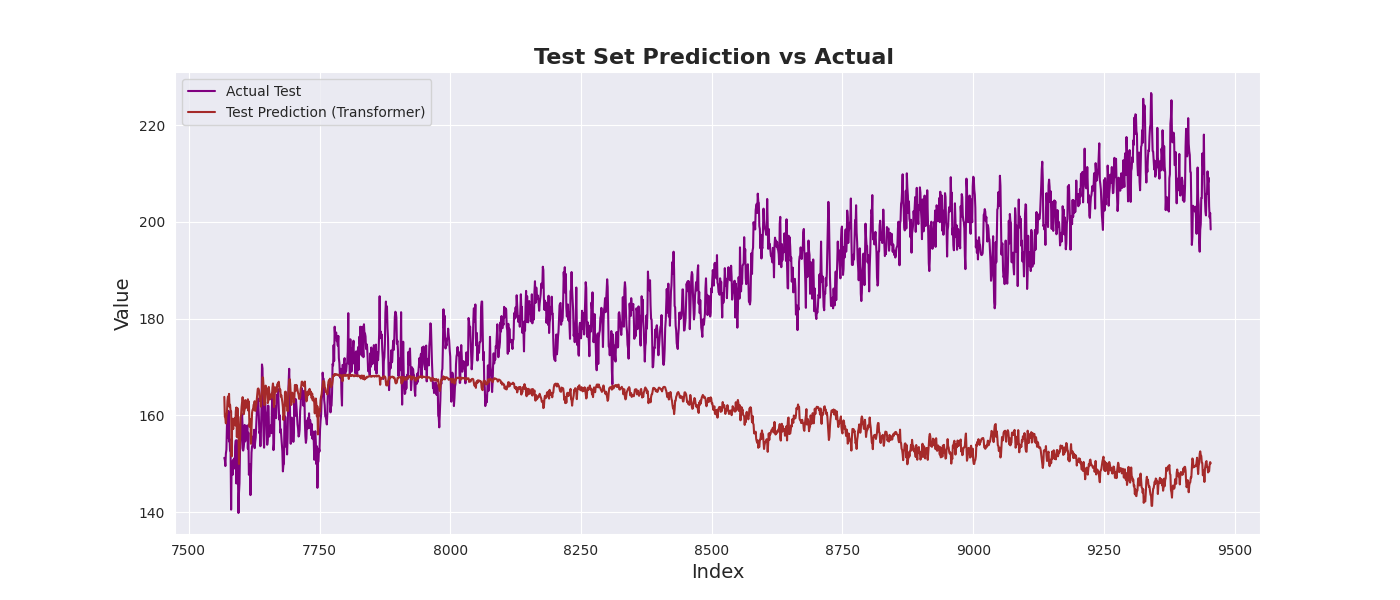 Test Set Prediction vs Actual
Actual Test
Test Prediction (Transformer)
Value
220
200
180
160
140
7500 7750 8000 8250 8500 8750 9000 9250 9500
Index